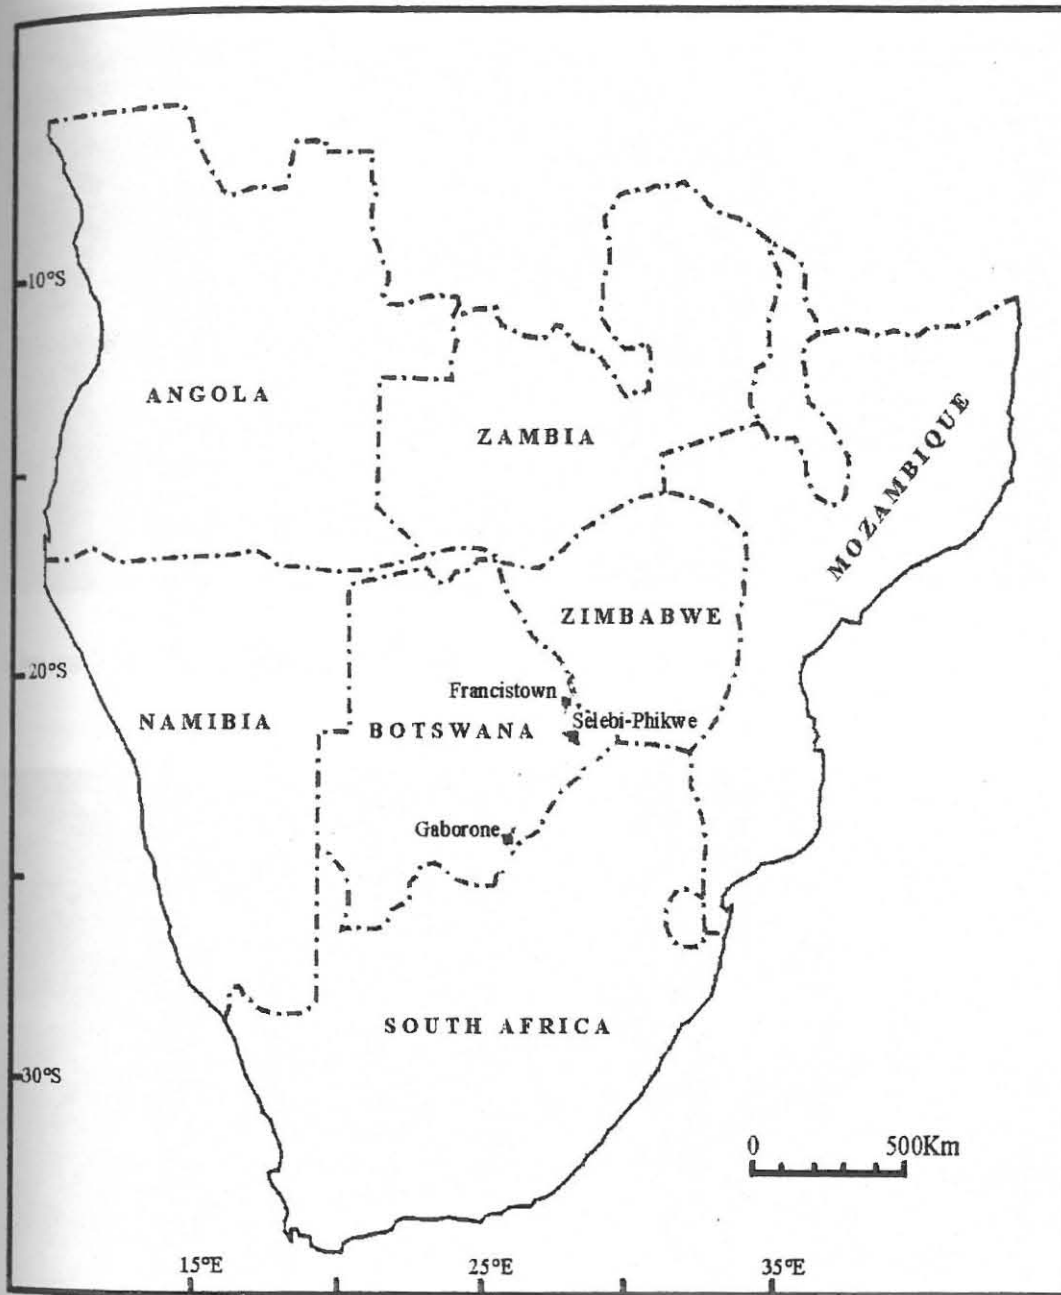 10°S
ANGOLA
ZAMBIA
MOZAMBIQUE
ZIMBABWE
20°S
Francistown
NAMIBIA
BOTSWANA
Selebi-Phikwe
Gaborone
SOUTH AFRICA
30°S
0 500Km
15°E 25°E 35°E